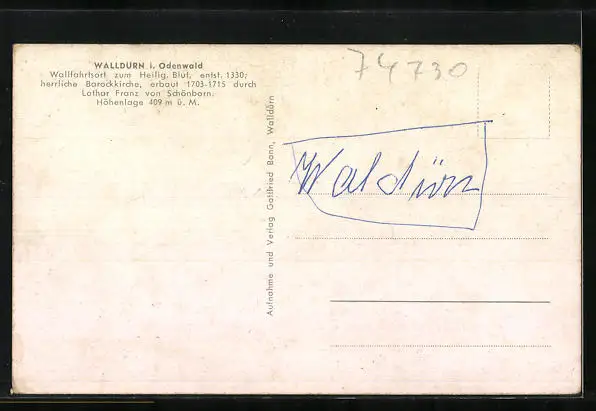 WALLDÜRN i. Odenwald
Wallfahrtsort zum Heilig. Blut, entst. 1330;
herrliche Barockkirche, erbaut 1703-1715 durch
Lothar Franz von Schönborn.
Höhenlage 409 m ü. M.
74730
Aufnahme und Verlag Gottfried Bonn, Walldürn
Waldürn